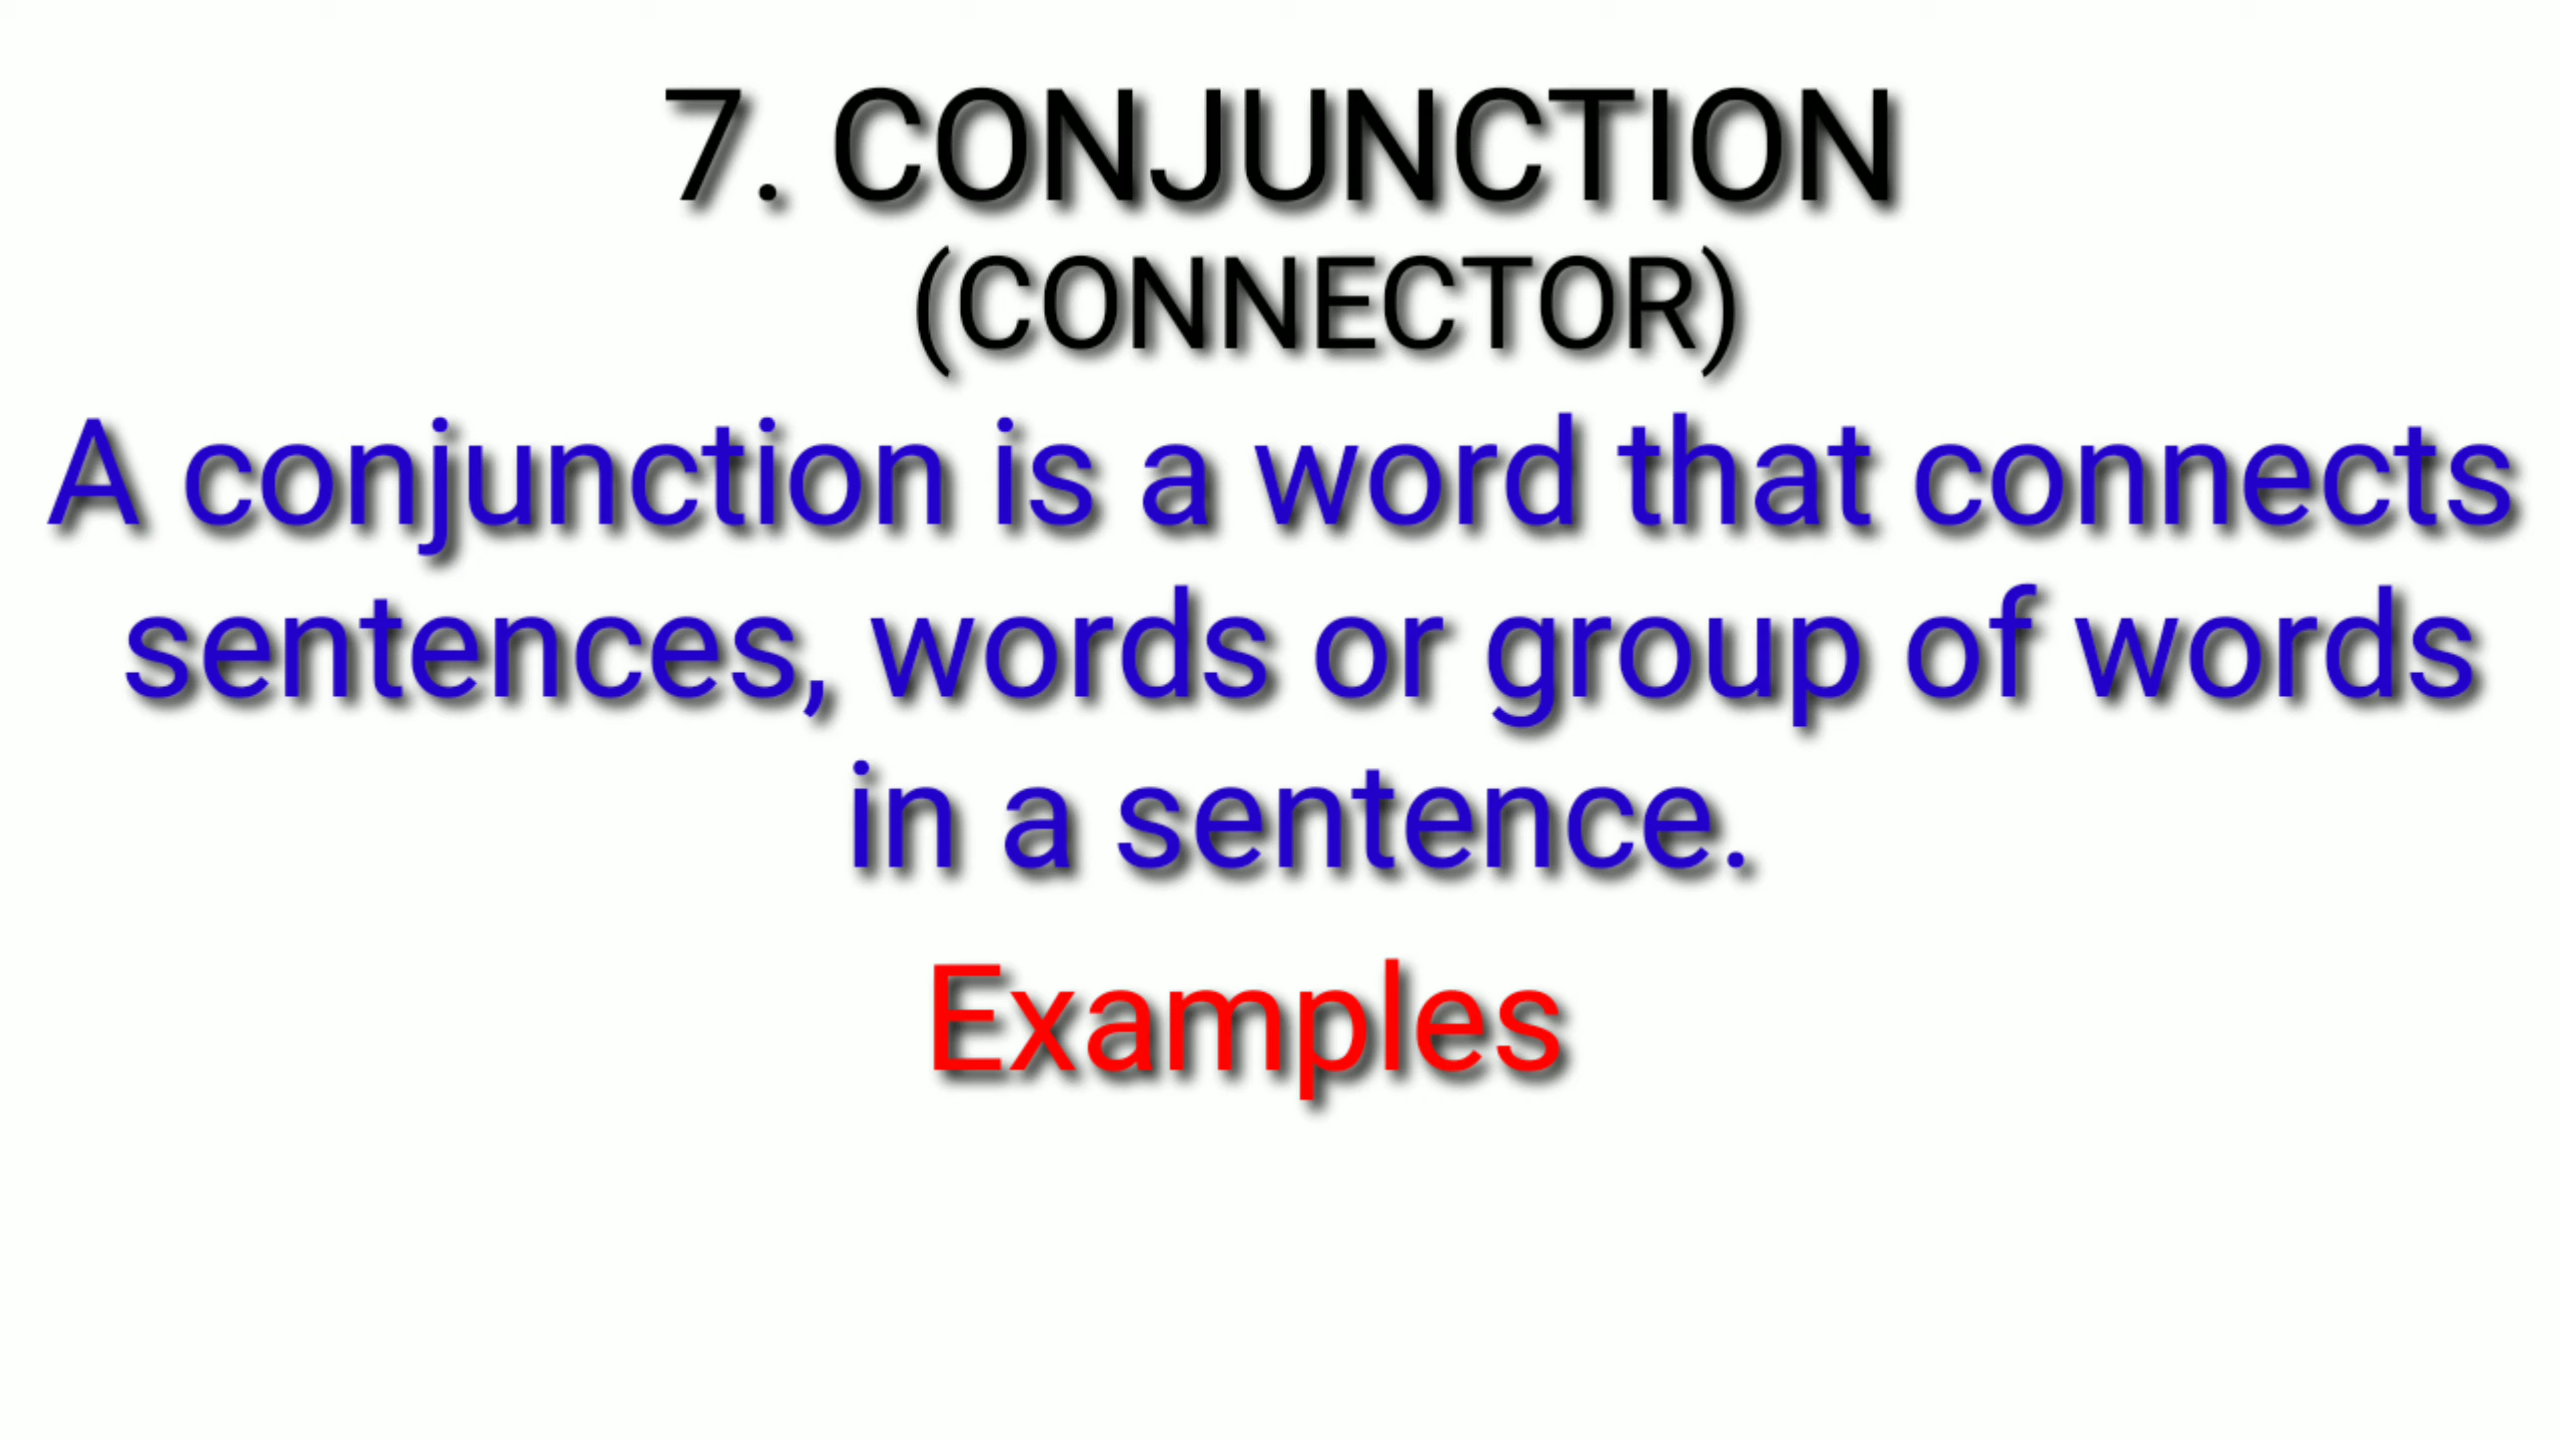 7. CONJUNCTION
(CONNECTOR)
A conjunction is a word that connects
sentences, words or group of words
in a sentence.
Examples